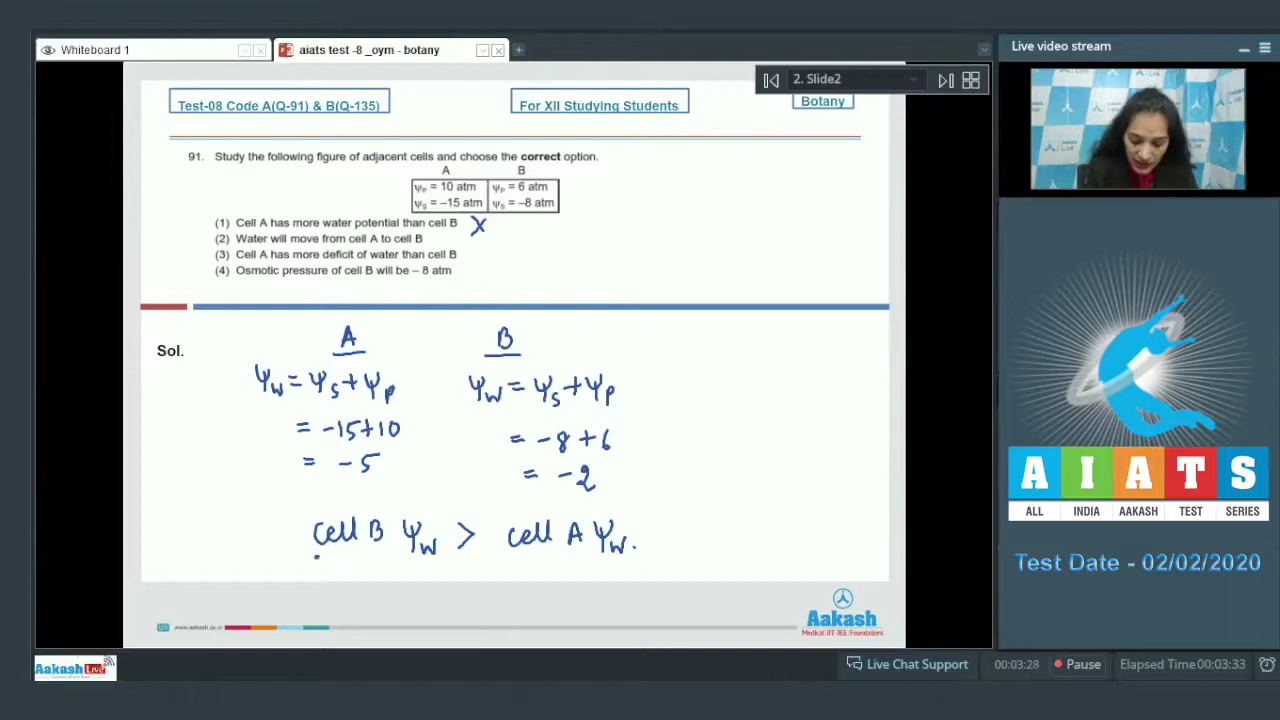 Whiteboard 1
aiats test -8 _oym - botany
Live video stream
2. Slide2
Test-08 Code A(Q-91) & B(Q-135)
For XII Studying Students
Botany
91. Study the following figure of adjacent cells and choose the correct option.
A B
ψP = 10 atm ψP = 6 atm
ψS = –15 atm ψS = –8 atm
(1) Cell A has more water potential than cell B X
(2) Water will move from cell A to cell B
(3) Cell A has more deficit of water than cell B
(4) Osmotic pressure of cell B will be – 8 atm
Sol.
A B
ψw = ψs + ψp ψw = ψs + ψp
= -15+10 = -8 + 6
= -5 = -2
cell B ψw > cell A ψw.
www.aakash.ac.in
Aakash
Medical|IIT-JEE|Foundations
Aakash Live
A I A T S
ALL INDIA AAKASH TEST SERIES
Test Date - 02/02/2020
Live Chat Support
00:03:28
Pause
Elapsed Time 00:03:33